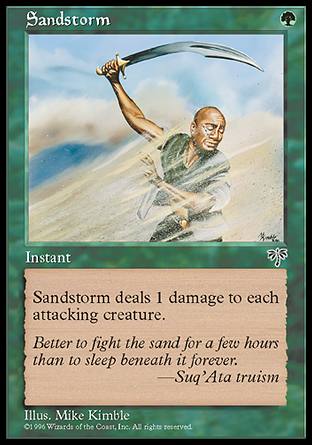 Sandstorm
Instant
Sandstorm deals 1 damage to each
attacking creature.
Better to fight the sand for a few hours
than to sleep beneath it forever.
—Suq'Ata truism
Illus. Mike Kimble
©1996 Wizards of the Coast, Inc. All rights reserved.